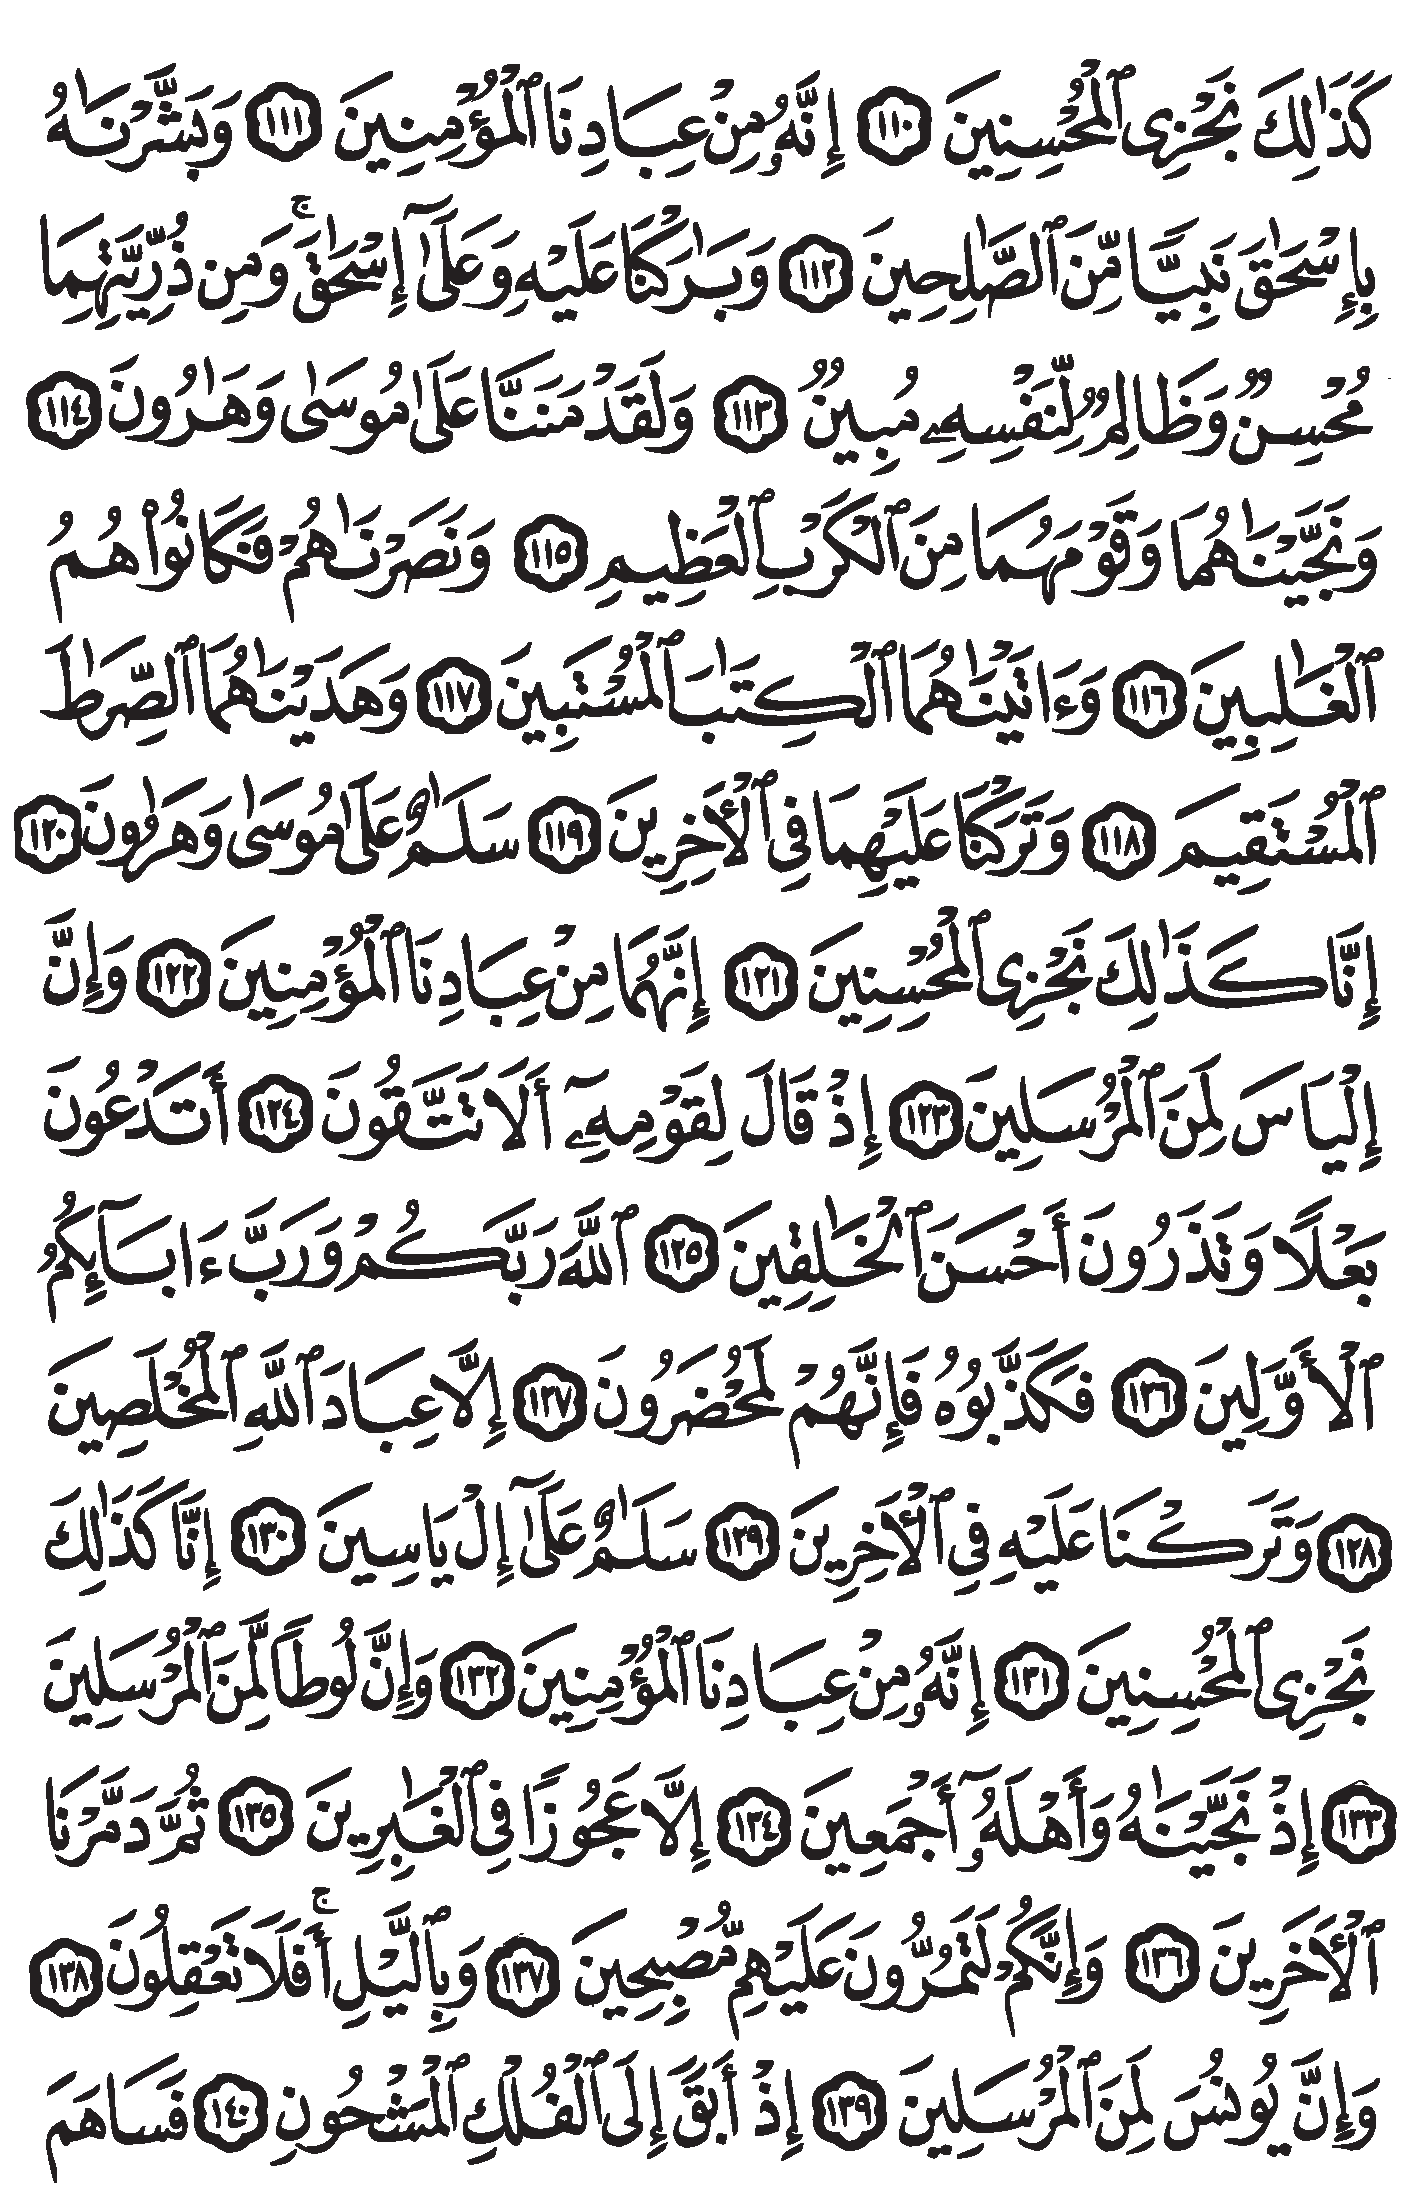 كَذَٰلِكَ نَجْزِى ٱلْمُحْسِنِينَ ١١٠ إِنَّهُۥ مِنْ عِبَادِنَا ٱلْمُؤْمِنِينَ ١١١ وَبَشَّرْنَٰهُ
بِإِسْحَٰقَ نَبِيًّا مِّنَ ٱلصَّٰلِحِينَ ١١٢ وَبَٰرَكْنَا عَلَيْهِ وَعَلَىٰٓ إِسْحَٰقَۚ وَمِن ذُرِّيَّتِهِمَا
مُحْسِنٌ وَظَالِمٌ لِّنَفْسِهِۦ مُبِينٌ ١١٣ وَلَقَدْ مَنَنَّا عَلَىٰ مُوسَىٰ وَهَٰرُونَ ١١٤
وَنَجَّيْنَٰهُمَا وَقَوْمَهُمَا مِنَ ٱلْكَرْبِ ٱلْعَظِيمِ ١١٥ وَنَصَرْنَٰهُمْ فَكَانُوا۟ هُمُ
ٱلْغَٰلِبِينَ ١١٦ وَءَاتَيْنَٰهُمَا ٱلْكِتَٰبَ ٱلْمُسْتَبِينَ ١١٧ وَهَدَيْنَٰهُمَا ٱلصِّرَٰطَ
ٱلْمُسْتَقِيمَ ١١٨ وَتَرَكْنَا عَلَيْهِمَا فِي ٱلْأَخِرِينَ ١١٩ سَلَٰمٌ عَلَىٰ مُوسَىٰ وَهَٰرُونَ ١٢٠
إِنَّا كَذَٰلِكَ نَجْزِى ٱلْمُحْسِنِينَ ١٢١ إِنَّهُمَا مِنْ عِبَادِنَا ٱلْمُؤْمِنِينَ ١٢٢ وَإِنَّ
إِلْيَاسَ لَمِنَ ٱلْمُرْسَلِينَ ١٢٣ إِذْ قَالَ لِقَوْمِهِۦٓ أَلَا تَتَّقُونَ ١٢٤ أَتَدْعُونَ
بَعْلًا وَتَذَرُونَ أَحْسَنَ ٱلْخَٰلِقِينَ ١٢٥ ٱللَّهَ رَبَّكُمْ وَرَبَّ ءَابَآئِكُمُ
ٱلْأَوَّلِينَ ١٢٦ فَكَذَّبُوهُ فَإِنَّهُمْ لَمُحْضَرُونَ ١٢٧ إِلَّا عِبَادَ ٱللَّهِ ٱلْمُخْلَصِينَ
١٢٨ وَتَرَكْنَا عَلَيْهِ فِي ٱلْأَخِرِينَ ١٢٩ سَلَٰمٌ عَلَىٰٓ إِلْ يَاسِينَ ١٣٠ إِنَّا كَذَٰلِكَ
نَجْزِى ٱلْمُحْسِنِينَ ١٣١ إِنَّهُۥ مِنْ عِبَادِنَا ٱلْمُؤْمِنِينَ ١٣٢ وَإِنَّ لُوطًا لَّمِنَ ٱلْمُرْسَلِينَ
١٣٣ إِذْ نَجَّيْنَٰهُ وَأَهْلَهُۥٓ أَجْمَعِينَ ١٣٤ إِلَّا عَجُوزًا فِي ٱلْغَٰبِرِينَ ١٣٥ ثُمَّ دَمَّرْنَا
ٱلْأَخَرِينَ ١٣٦ وَإِنَّكُمْ لَتَمُرُّونَ عَلَيْهِم مُّصْبِحِينَ ١٣٧ وَبِٱلَّيْلِۚ أَفَلَا تَعْقِلُونَ ١٣٨
وَإِنَّ يُونُسَ لَمِنَ ٱلْمُرْسَلِينَ ١٣٩ إِذْ أَبَقَ إِلَى ٱلْفُلْكِ ٱلْمَشْحُونِ ١٤٠ فَسَاهَمَ